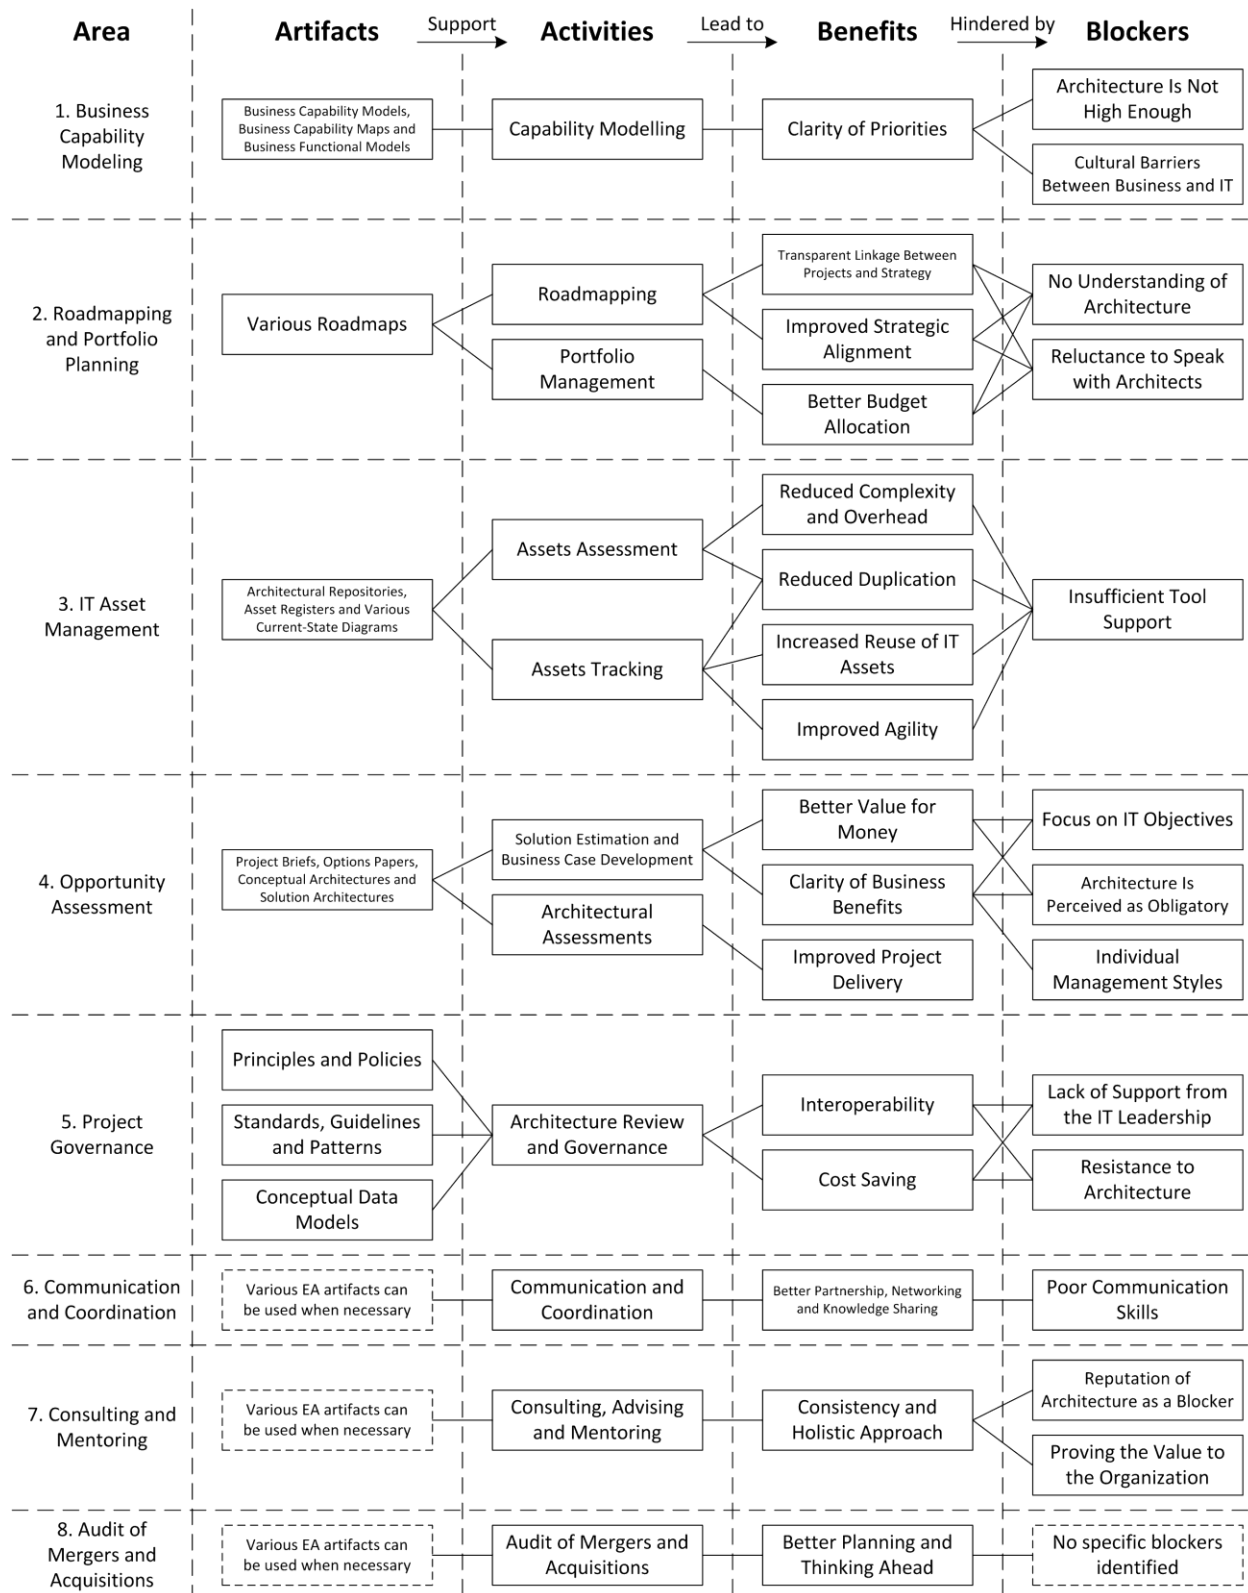 Area
Artifacts
Support
Activities
Lead to
Benefits
Hindered by
Blockers
1. Business
Capability
Modeling
Business Capability Models,
Business Capability Maps and
Business Functional Models
Capability Modelling
Clarity of Priorities
Architecture Is Not
High Enough
Cultural Barriers
Between Business and IT
2. Roadmapping
and Portfolio
Planning
Various Roadmaps
Roadmapping
Portfolio
Management
Transparent Linkage Between
Projects and Strategy
Improved Strategic
Alignment
Better Budget
Allocation
No Understanding of
Architecture
Reluctance to Speak
with Architects
3. IT Asset
Management
Architectural Repositories,
Asset Registers and Various
Current-State Diagrams
Assets Assessment
Assets Tracking
Reduced Complexity
and Overhead
Reduced Duplication
Increased Reuse of IT
Assets
Improved Agility
Insufficient Tool
Support
4. Opportunity
Assessment
Project Briefs, Options Papers,
Conceptual Architectures and
Solution Architectures
Solution Estimation and
Business Case Development
Architectural
Assessments
Better Value for
Money
Clarity of Business
Benefits
Improved Project
Delivery
Focus on IT Objectives
Architecture Is
Perceived as Obligatory
Individual
Management Styles
5. Project
Governance
Principles and Policies
Standards, Guidelines
and Patterns
Conceptual Data
Models
Architecture Review
and Governance
Interoperability
Cost Saving
Lack of Support from
the IT Leadership
Resistance to
Architecture
6. Communication
and Coordination
Various EA artifacts can
be used when necessary
Communication and
Coordination
Better Partnership, Networking
and Knowledge Sharing
Poor Communication
Skills
7. Consulting and
Mentoring
Various EA artifacts can
be used when necessary
Consulting, Advising
and Mentoring
Consistency and
Holistic Approach
Reputation of
Architecture as a Blocker
Proving the Value to
the Organization
8. Audit of
Mergers and
Acquisitions
Various EA artifacts can
be used when necessary
Audit of Mergers and
Acquisitions
Better Planning and
Thinking Ahead
No specific blockers
identified